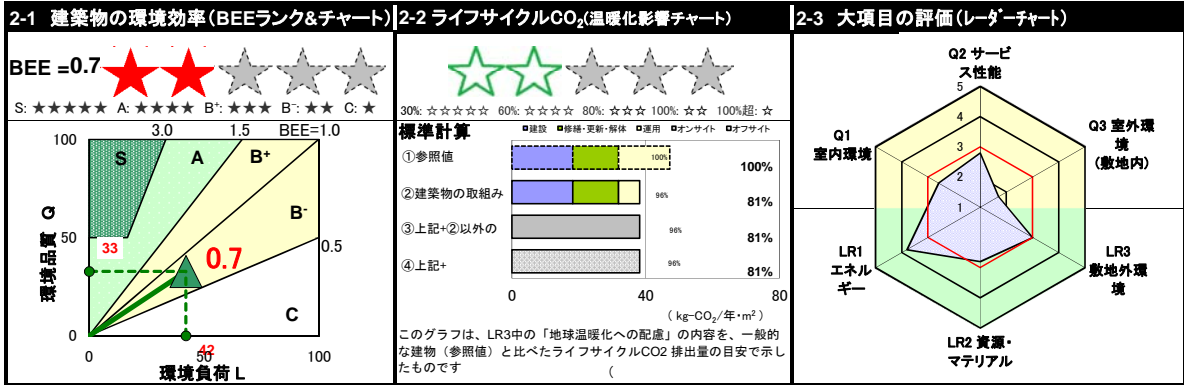 2-1 建築物の環境効率(BEEランク&チャート)
BEE =0.7
S: ★★★★★ A: ★★★★ B+: ★★★ B-: ★★ C: ★
3.0 1.5 BEE=1.0
100
S
A
B+
B-
50
33
0.7
0.5
C
環境品質 Q
0
0 50 100
42
環境負荷 L
2-2 ライフサイクルCO2(温暖化影響チャート)
30%: ☆☆☆☆☆ 60%: ☆☆☆☆ 80%: ☆☆☆ 100%: ☆☆ 100%超: ☆
標準計算
建設 修繕・更新・解体 運用 オンサイト オフサイト
①参照値 100% 100%
②建築物の取組み 96% 81%
③上記+②以外の 96% 81%
④上記+ 96% 81%
0 40 80
( kg-CO2/年・m2 )
このグラフは、LR3中の「地球温暖化への配慮」の内容を、一般的
な建物(参照値)と比べたライフサイクルCO2 排出量の目安で示し
たものです (
2-3 大項目の評価(レーダーチャート)
Q2 サービ
ス性能
5
4
3
2
1
Q3 室外環
境
(敷地内)
Q1
室内環境
LR1
エネル
ギー
LR3
敷地外環
境
LR2 資源・
マテリアル